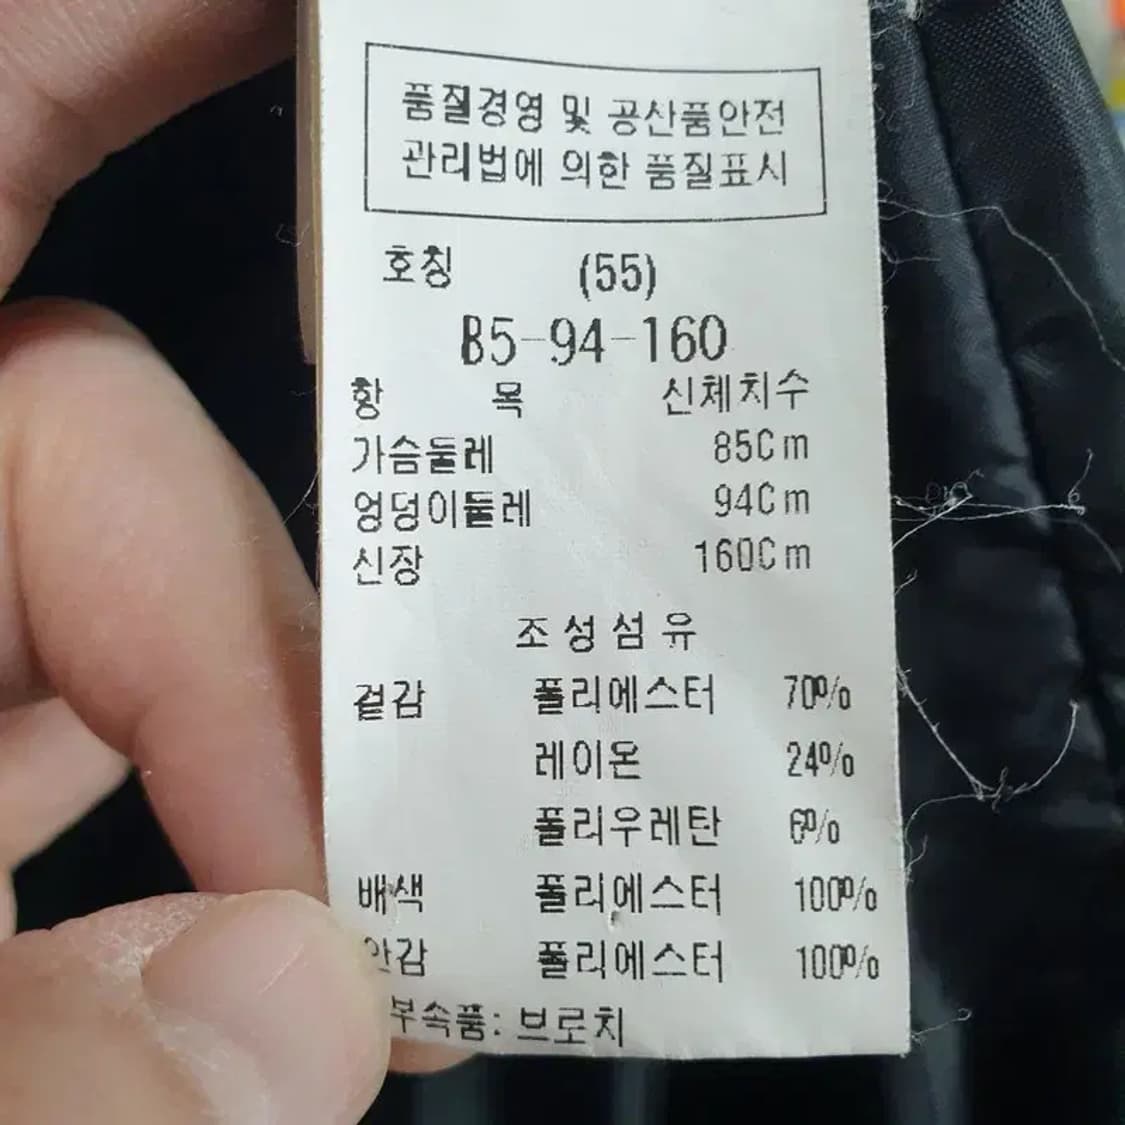 품질경영 및 공산품안전
관리법에 의한 품질표시
호칭 (55)
85-94-160
항 목 신체치수
가슴둘레 85Cm
엉덩이둘레 94Cm
신장 160Cm
조성섬유
겉감 폴리에스터 70%
레이온 24%
폴리우레탄 6%
배색 폴리에스터 100%
안감 폴리에스터 100%
부속품: 브로치